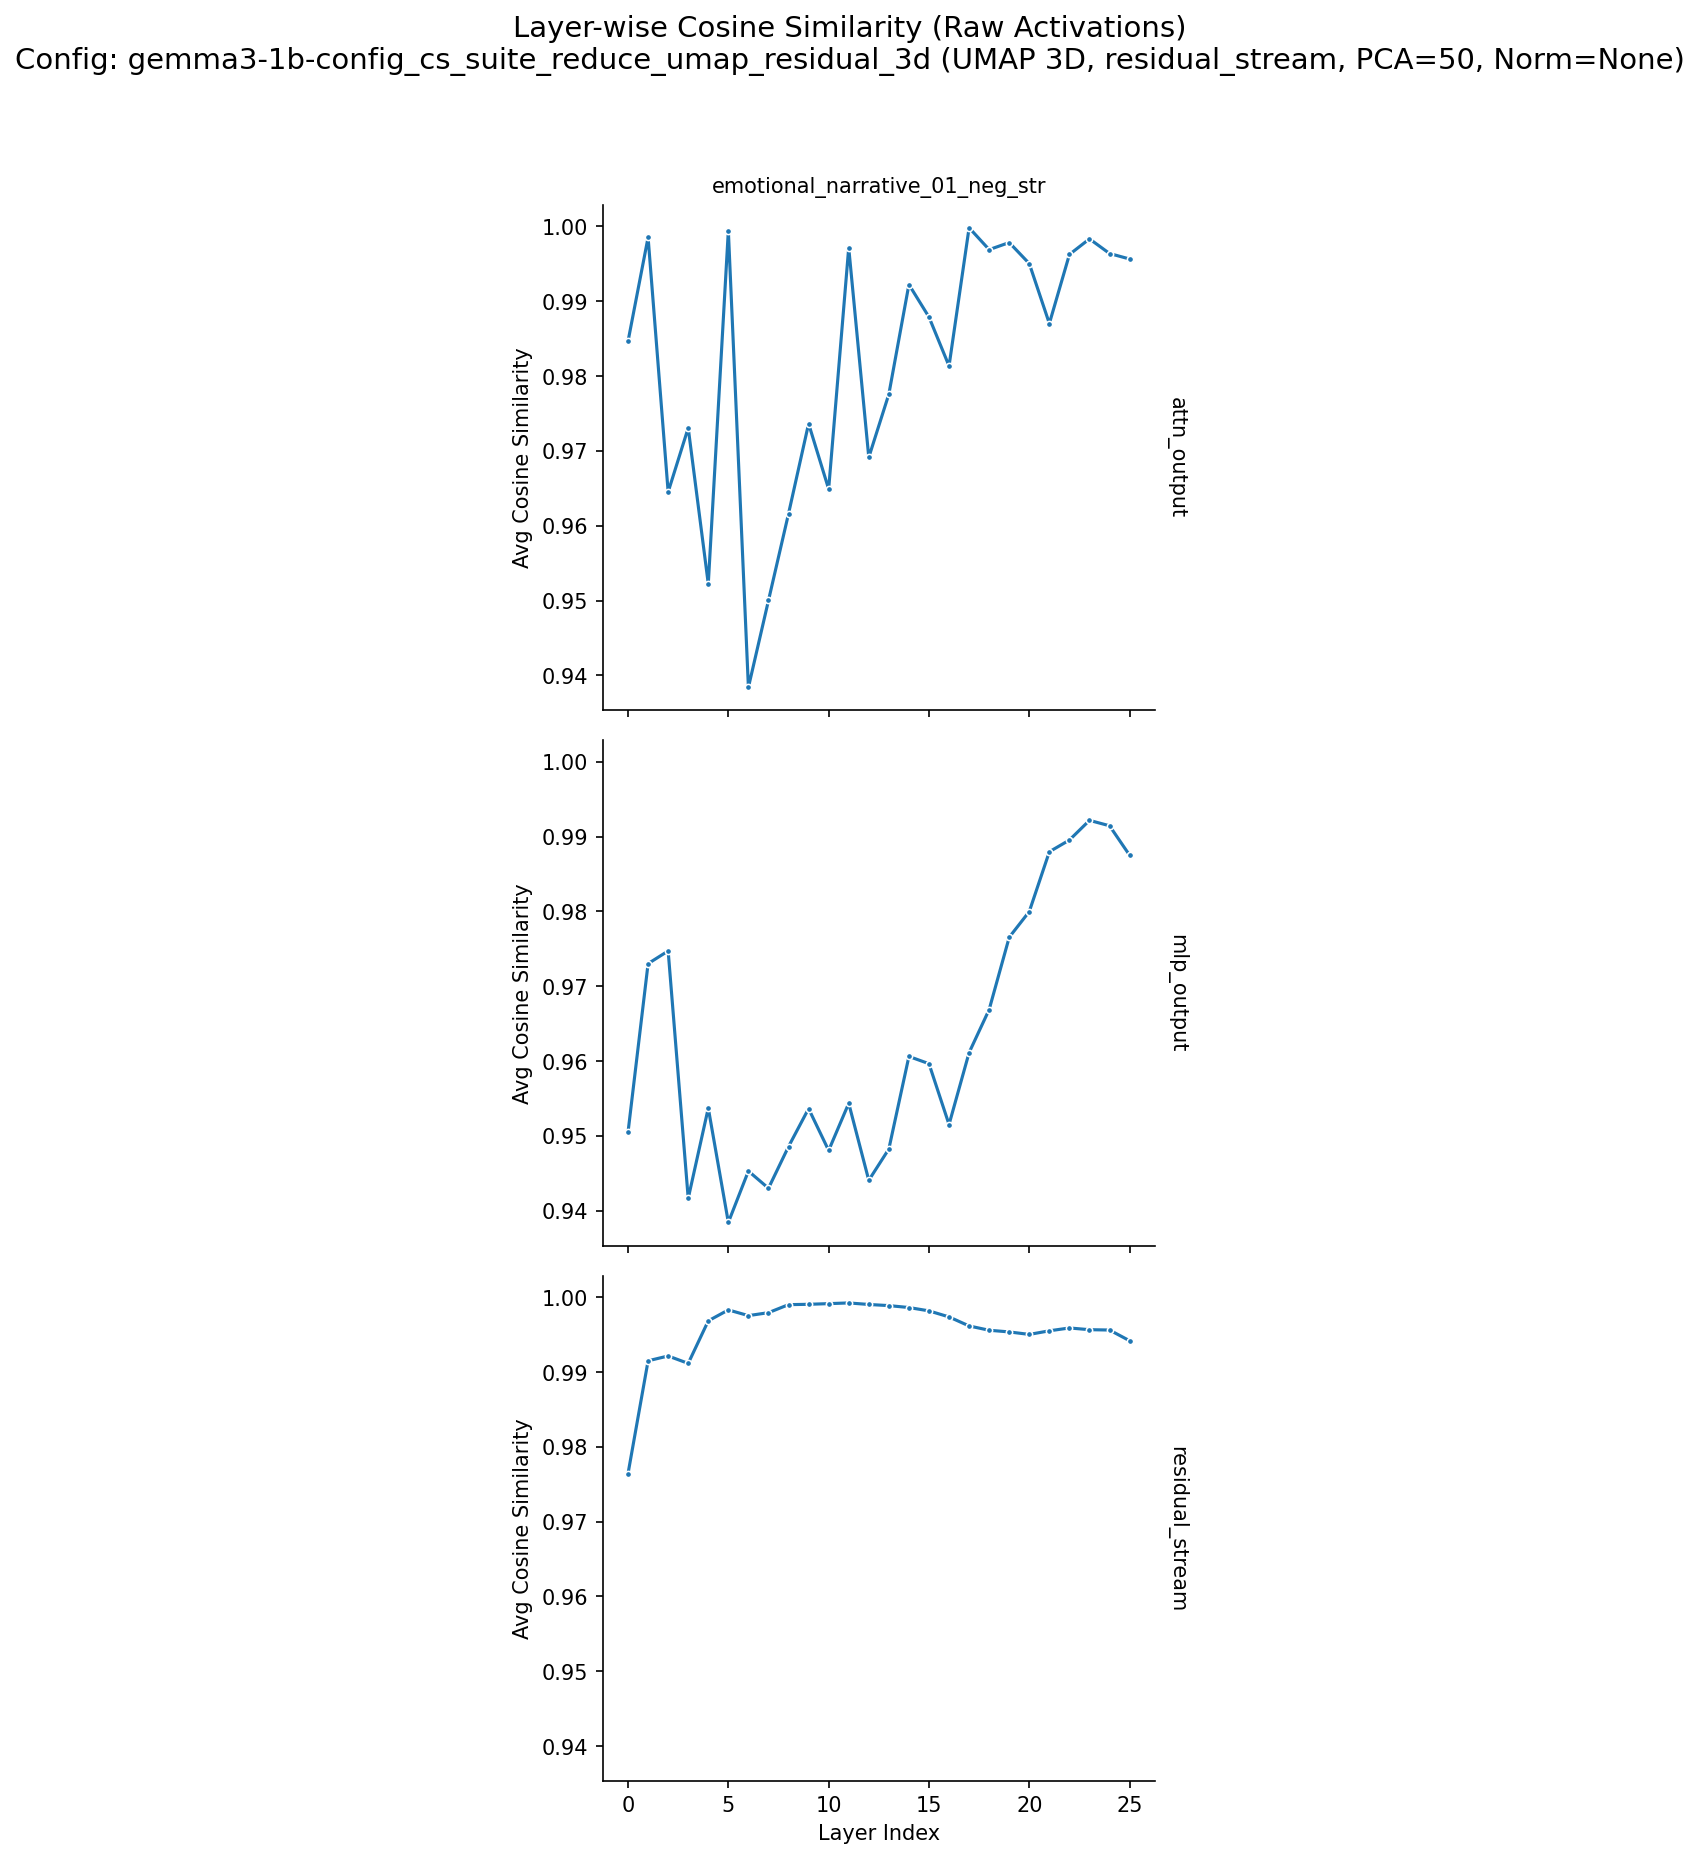 Layer-wise Cosine Similarity (Raw Activations)
Config: gemma3-1b-config_cs_suite_reduce_umap_residual_3d (UMAP 3D, residual_stream, PCA=50, Norm=None)
emotional_narrative_01_neg_str
1.00
0.99
0.98
0.97
0.96
0.95
0.94
Avg Cosine Similarity
attn_output
1.00
0.99
0.98
0.97
0.96
0.95
0.94
Avg Cosine Similarity
mlp_output
1.00
0.99
0.98
0.97
0.96
0.95
0.94
Avg Cosine Similarity
residual_stream
0 5 10 15 20 25
Layer Index